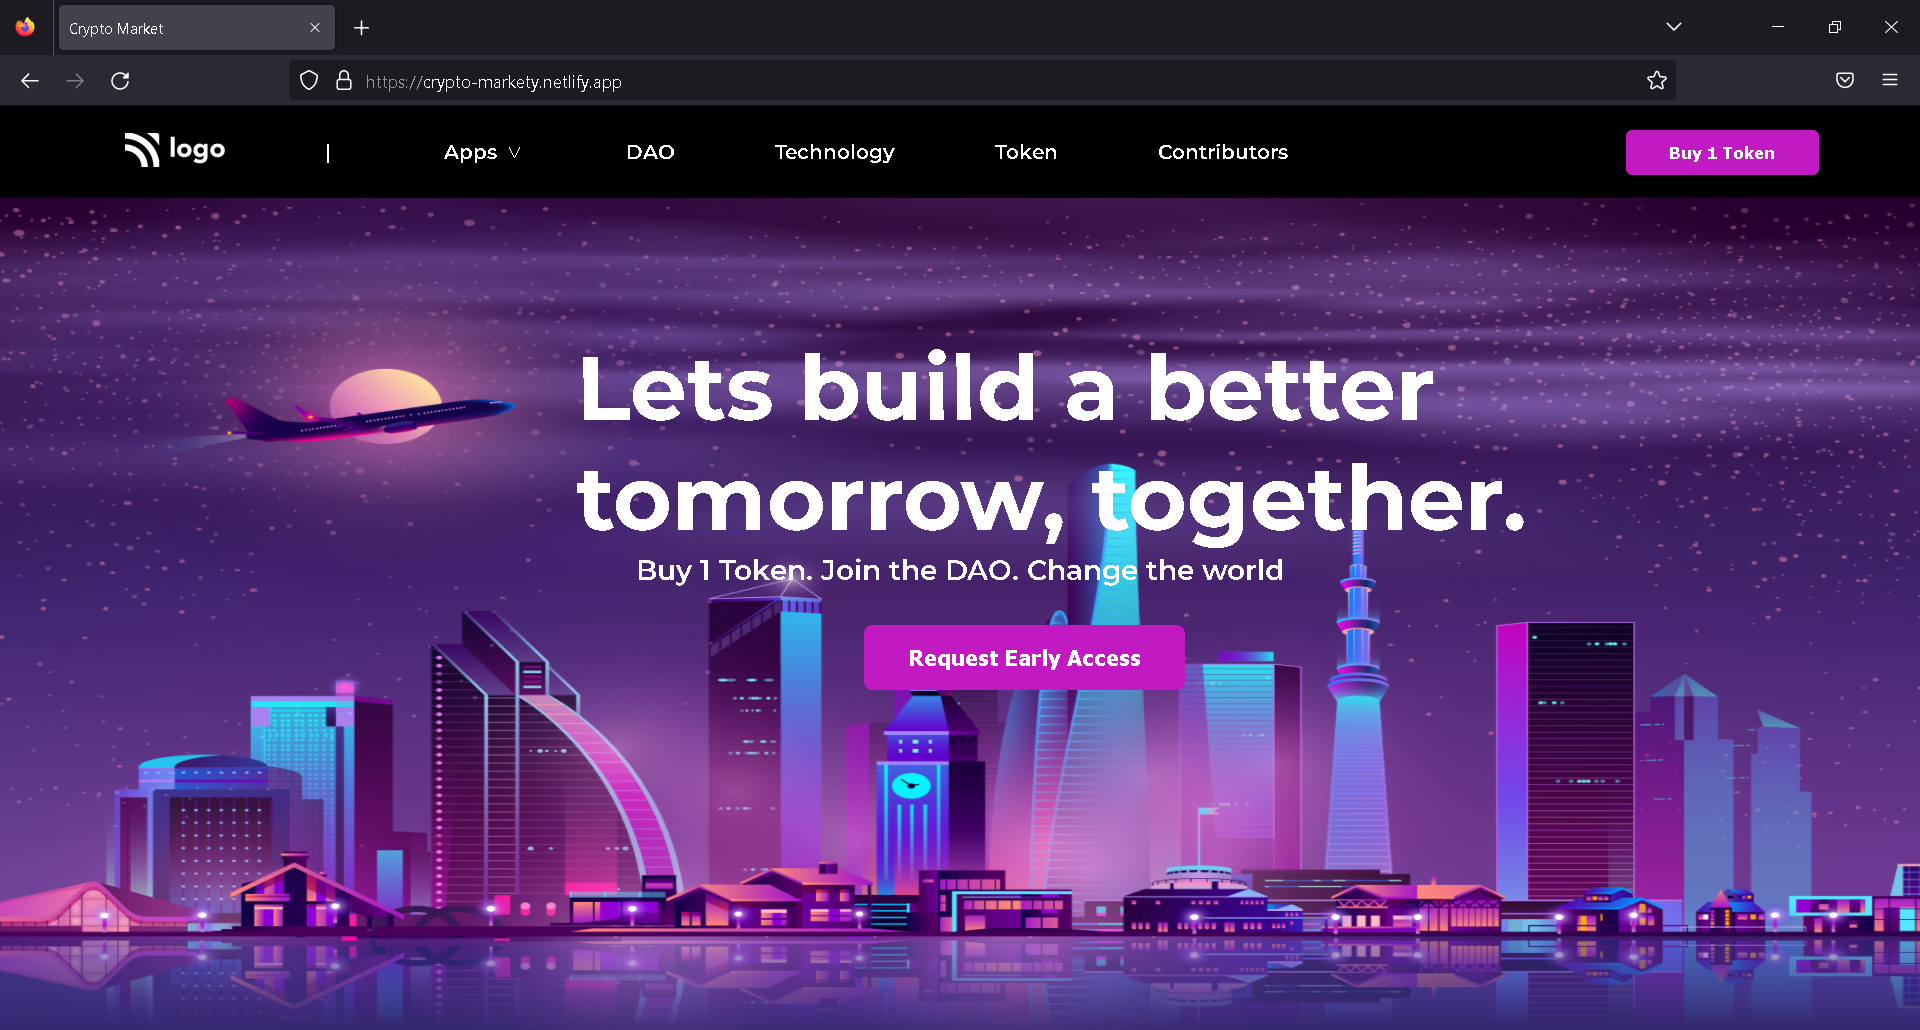 Crypto Market
https://crypto-markety.netlify.app
logo | Apps DAO Technology Token Contributors Buy 1 Token
Lets build a better
tomorrow, together.
Buy 1 Token. Join the DAO. Change the world
Request Early Access